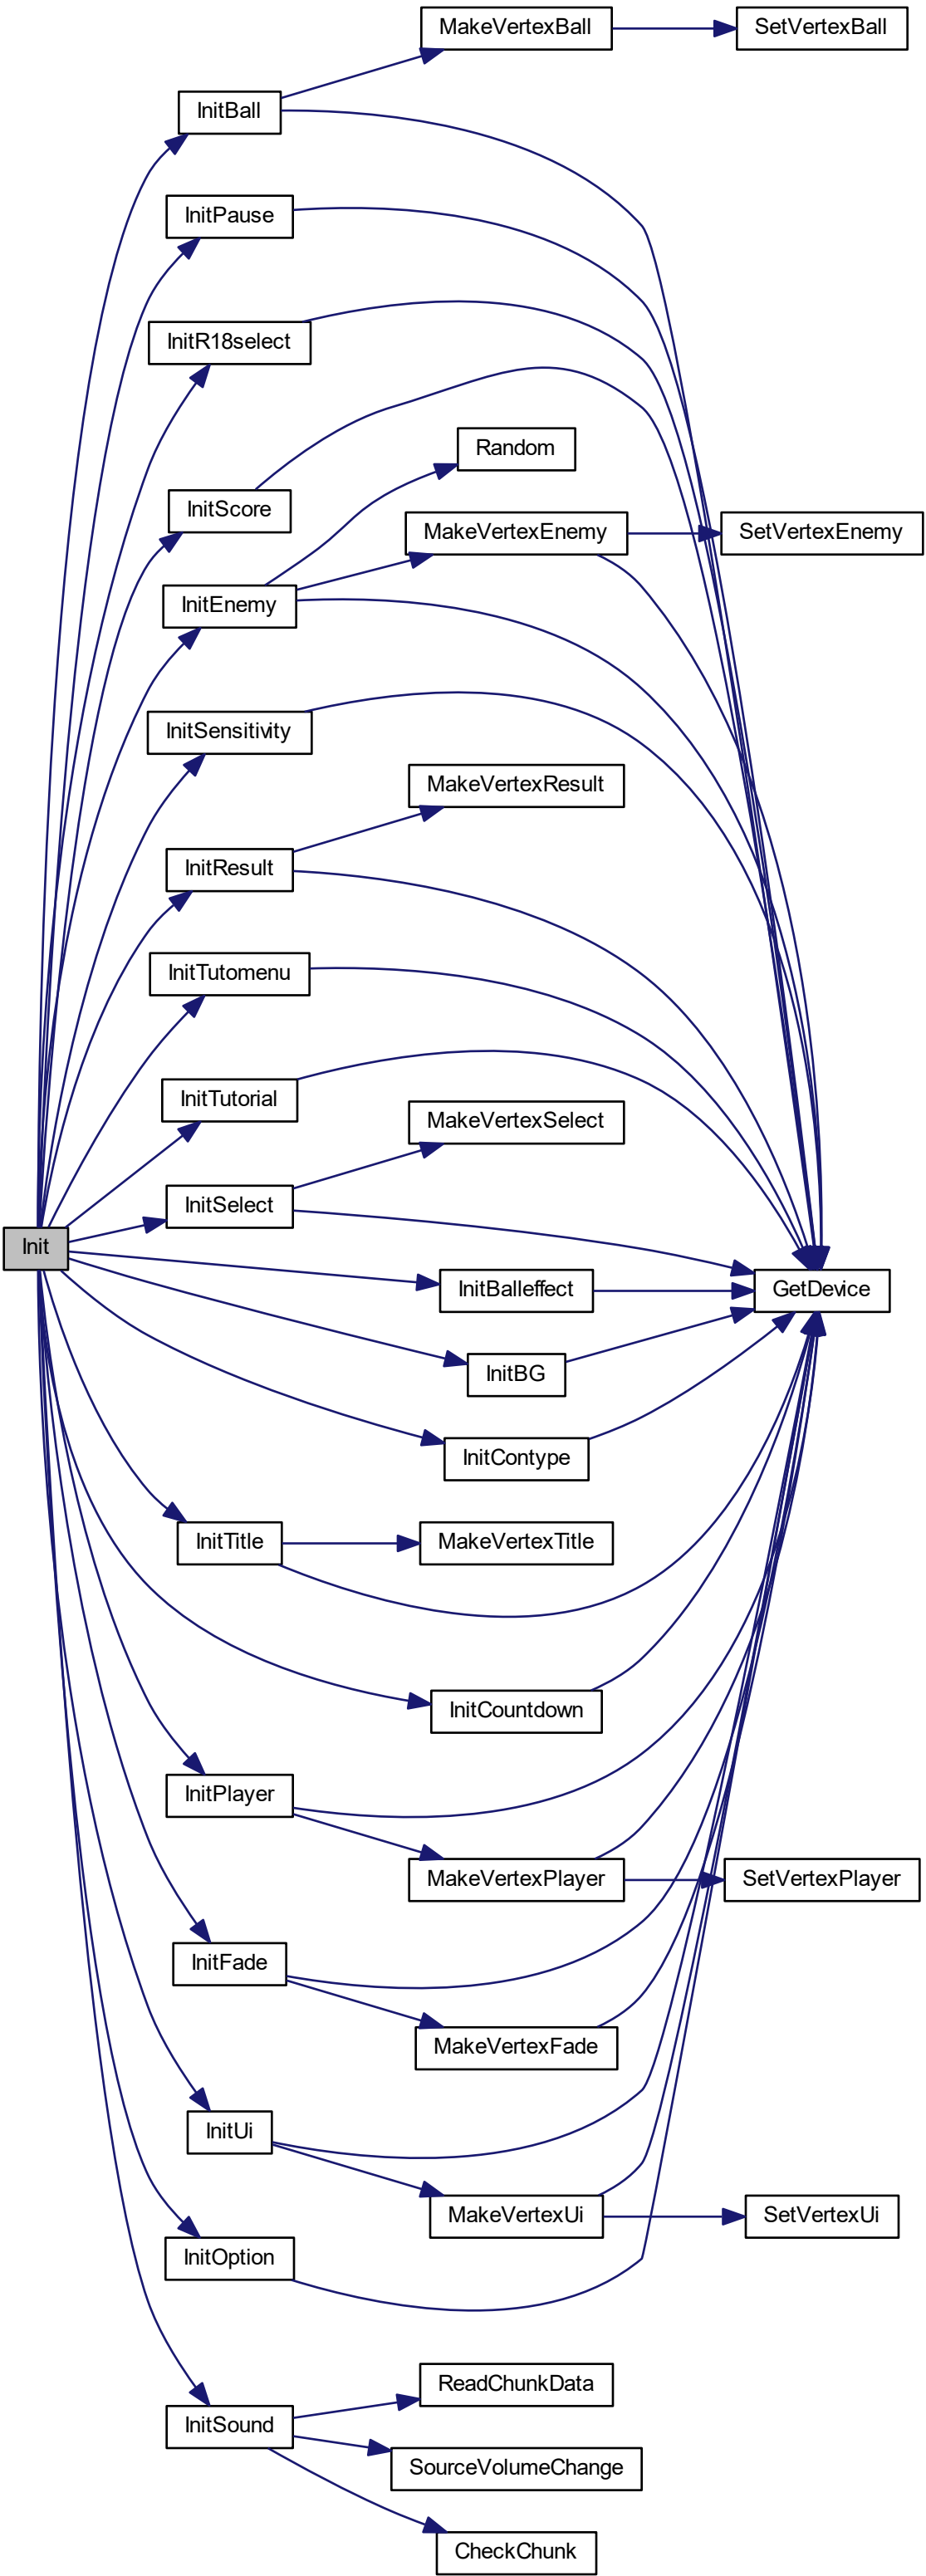 MakeVertexBall
SetVertexBall
InitBall
InitPause
InitR18select
Random
InitScore
MakeVertexEnemy
SetVertexEnemy
InitEnemy
InitSensitivity
MakeVertexResult
InitResult
InitTutomenu
InitTutorial
MakeVertexSelect
InitSelect
Init
InitBalleffect
GetDevice
InitBG
InitContype
InitTitle
MakeVertexTitle
InitCountdown
InitPlayer
MakeVertexPlayer
SetVertexPlayer
InitFade
MakeVertexFade
InitUi
MakeVertexUi
SetVertexUi
InitOption
ReadChunkData
InitSound
SourceVolumeChange
CheckChunk